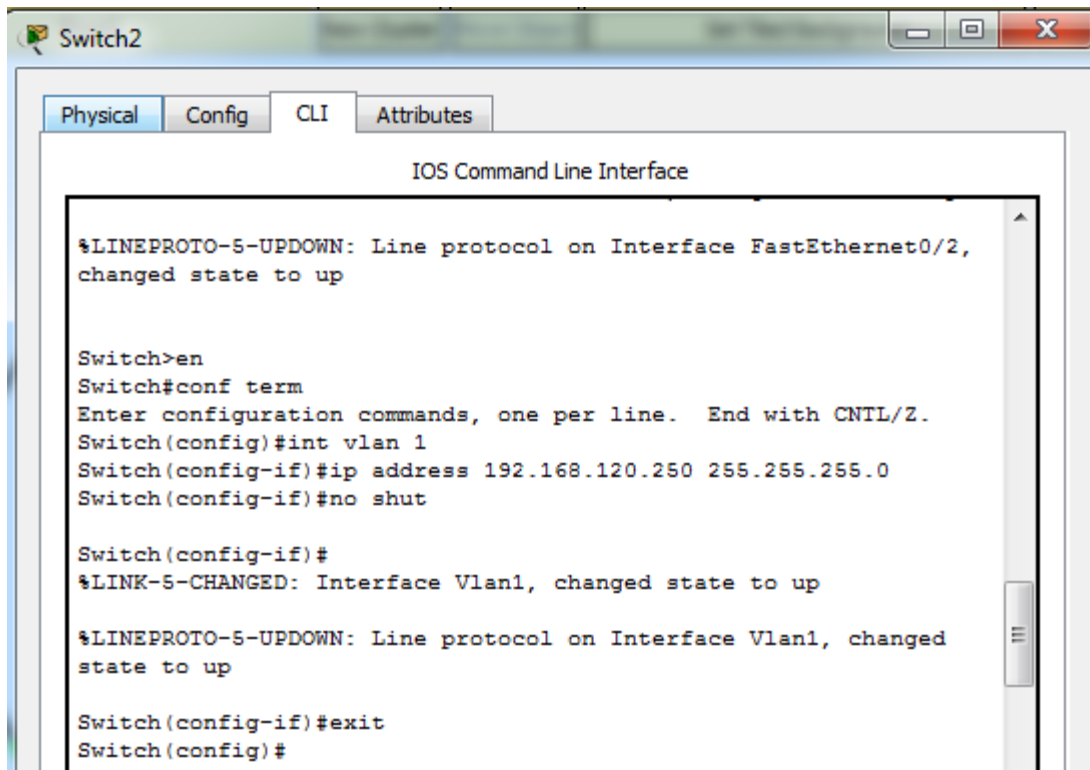 Switch2
Physical Config CLI Attributes
IOS Command Line Interface
%LINEPROTO-5-UPDOWN: Line protocol on Interface FastEthernet0/2,
changed state to up
Switch>en
Switch#conf term
Enter configuration commands, one per line.  End with CNTL/Z.
Switch(config)#int vlan 1
Switch(config-if)#ip address 192.168.120.250 255.255.255.0
Switch(config-if)#no shut
Switch(config-if)#
%LINK-5-CHANGED: Interface Vlan1, changed state to up
%LINEPROTO-5-UPDOWN: Line protocol on Interface Vlan1, changed
state to up
Switch(config-if)#exit
Switch(config)#